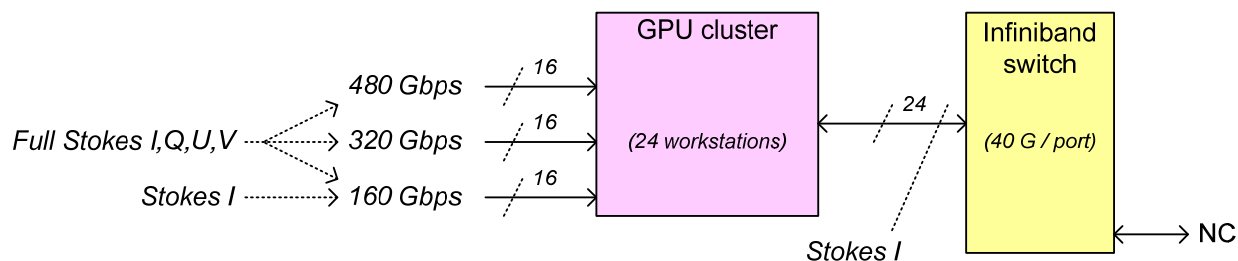 GPU cluster
Infiniband
switch
480 Gbps
16
24
Full Stokes I,Q,U,V
320 Gbps
16
(24 workstations)
(40 G / port)
Stokes I
160 Gbps
16
Stokes I
NC